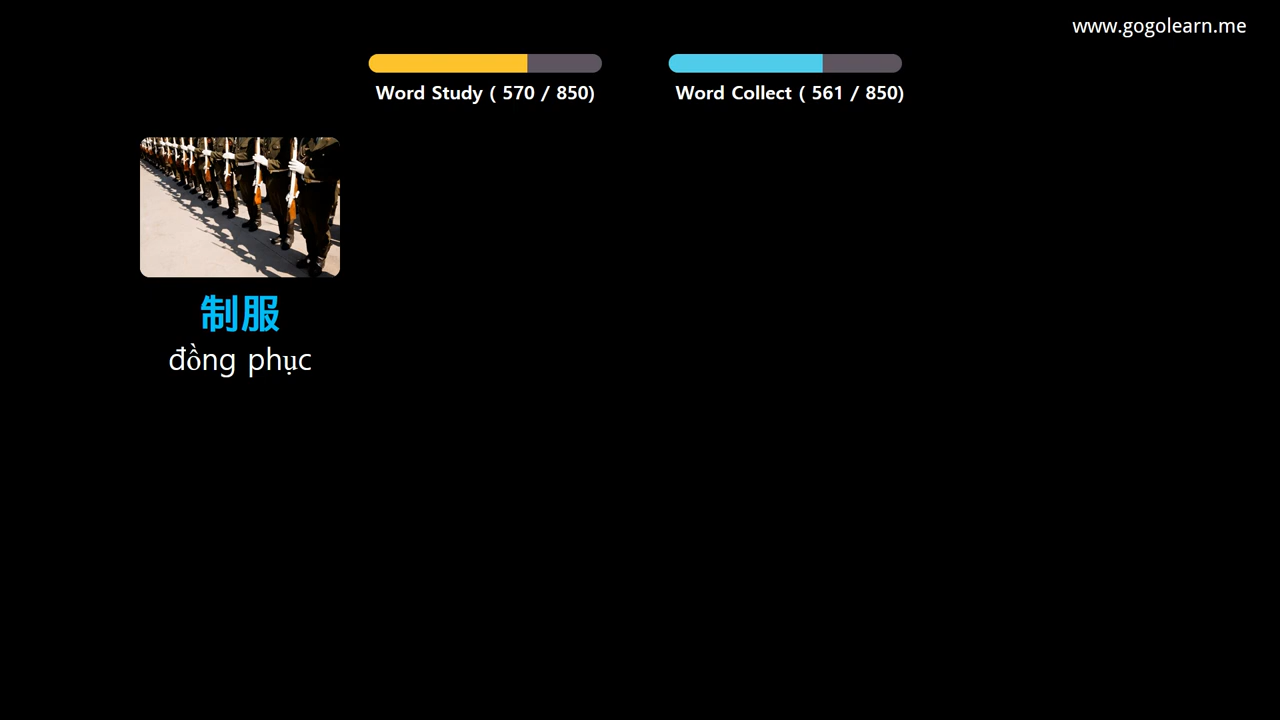 www.gogolearn.me
Word Study ( 570 / 850)
Word Collect ( 561 / 850)
制服
đồng phục